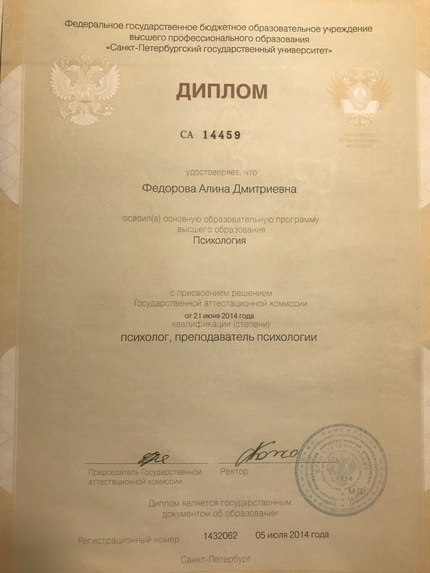 Федеральное государственное бюджетное образовательное учреждение
высшего профессионального образования
«Санкт-Петербургский государственный университет»
ДИПЛОМ
СА 14459
удостоверяет, что
Федорова Алина Дмитриевна
освоил(а) основную образовательную программу
высшего образования
Психология
с присвоением решением
Государственной аттестационной комиссии
от 21 июня 2014 года
квалификации (степени)
психолог, преподаватель психологии
Председатель Государственной
аттестационной комиссии
Ректор
Диплом является государственным
документом об образовании
Регистрационный номер 1432062 05 июля 2014 года
Санкт-Петербург